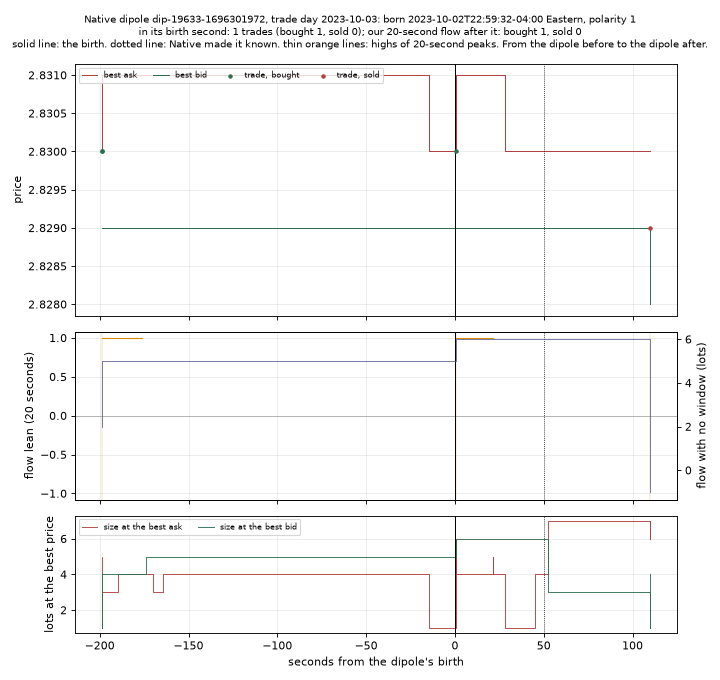 Native dipole dip-19633-1696301972, trade day 2023-10-03: born 2023-10-02T22:59:32-04:00 Eastern, polarity 1
in its birth second: 1 trades (bought 1, sold 0); our 20-second flow after it: bought 1, sold 0
solid line: the birth. dotted line: Native made it known. thin orange lines: highs of 20-second peaks. From the dipole before to the dipole after.
best ask best bid trade, bought trade, sold
2.8310
2.8305
2.8300
2.8295
2.8290
2.8285
2.8280
price
1.0
0.5
0.0
−0.5
−1.0
flow lean (20 seconds)
6
4
2
0
flow with no window (lots)
size at the best ask size at the best bid
6
4
2
lots at the best price
−200 −150 −100 −50 0 50 100
seconds from the dipole's birth